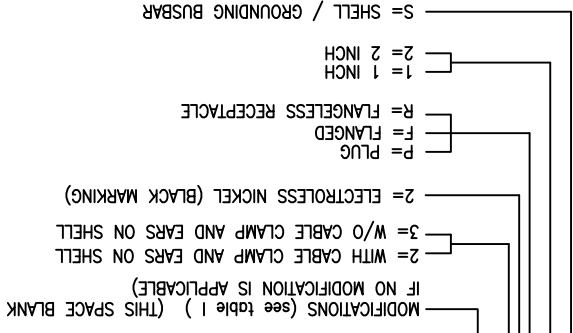 MODIFICATIONS (see table I ) (THIS SPACE BLANK
IF NO MODIFICATION IS APPLICABLE)
2= WITH CABLE CLAMP AND EARS ON SHELL
3= W/O CABLE CLAMP AND EARS ON SHELL
2= ELECTROLESS NICKEL (BLACK MARKING)
P= PLUG
F= FLANGED
R= FLANGELESS RECEPTACLE
1= 1 INCH
2= 2 INCH
S= SHELL / GROUNDING BUSBAR